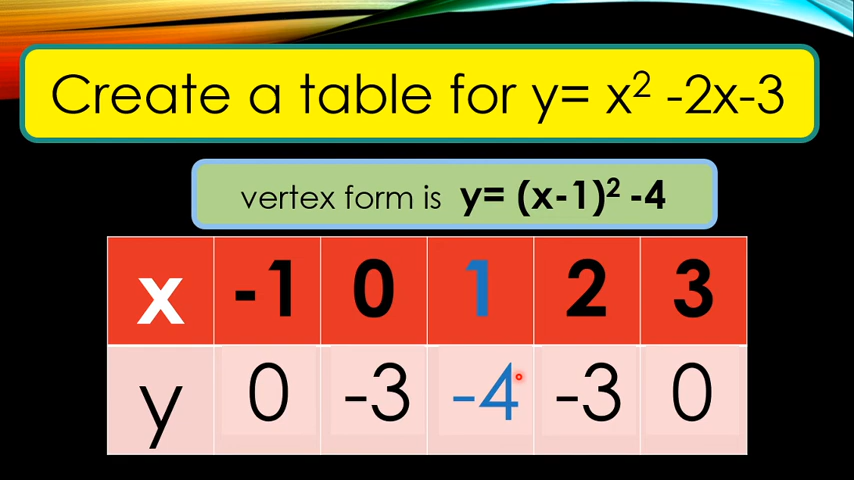 Create a table for y= x² -2x-3
vertex form is y= (x-1)² -4
x -1 0 1 2 3
y 0 -3 -4 -3 0